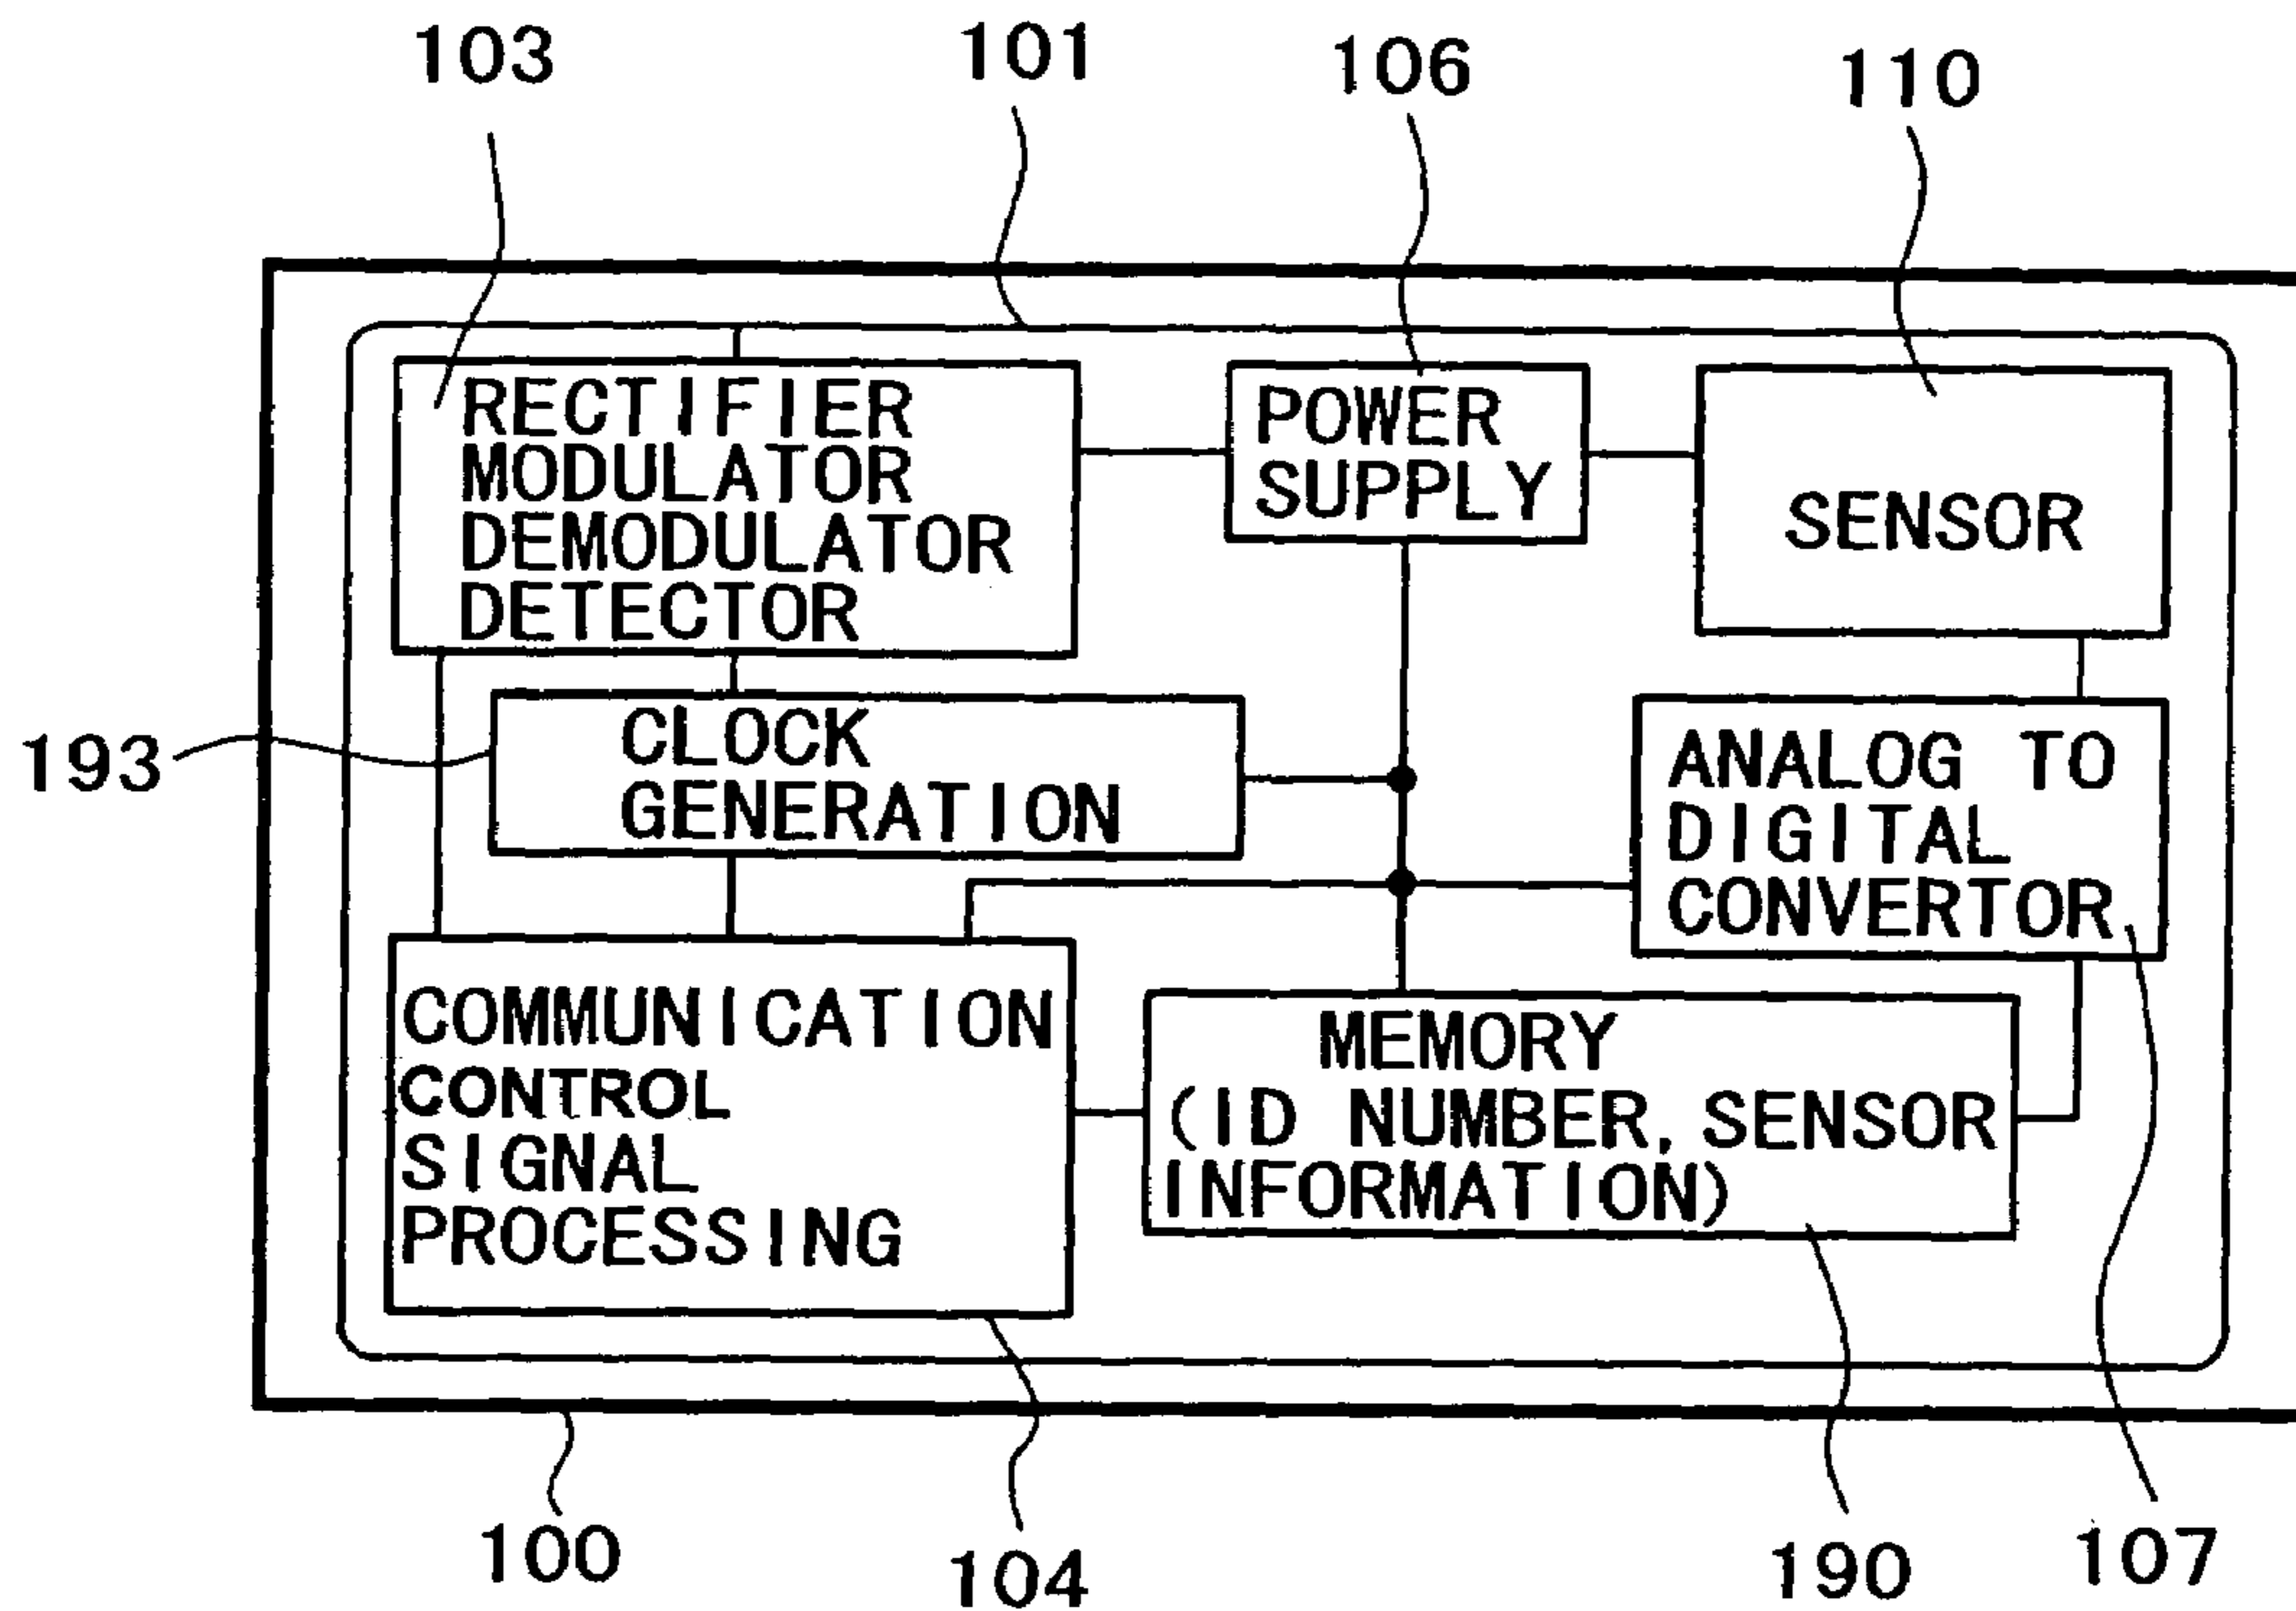 103
101
106
110
RECTIFIER
MODULATOR
DEMODULATOR
DETECTOR
POWER
SUPPLY
SENSOR
193
CLOCK
GENERATION
ANALOG TO
DIGITAL
CONVERTOR
COMMUNICATION
CONTROL
SIGNAL
PROCESSING
MEMORY
(ID NUMBER, SENSOR
INFORMATION)
100
104
190
107